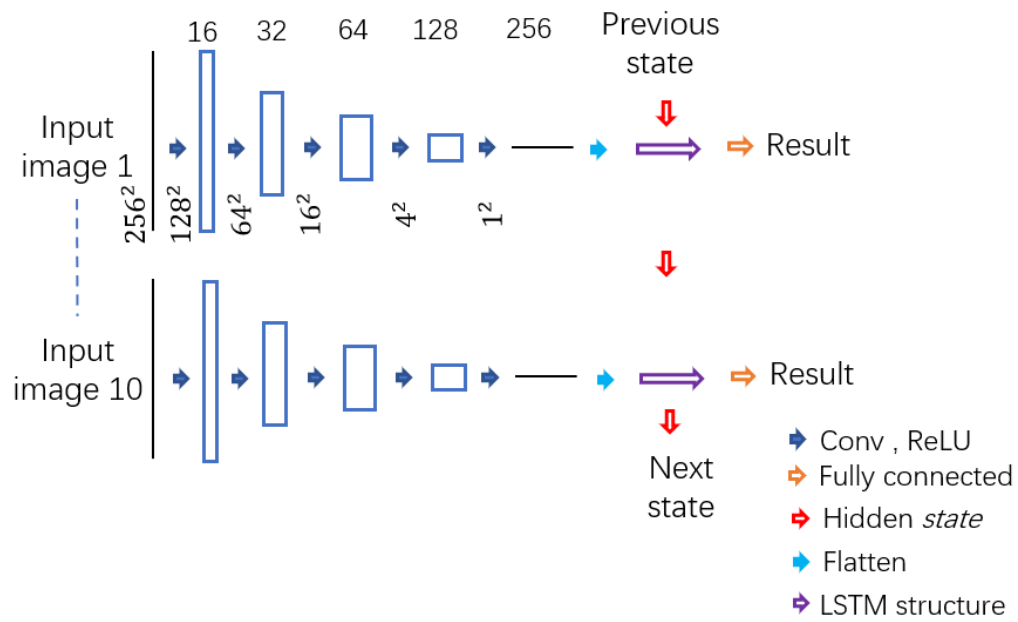 16 32 64 128 256
Previous
state
Input
image 1
Result
256² 128² 64² 16² 4² 1²
Input
image 10
Result
Next
state
Conv , ReLU
Fully connected
Hidden state
Flatten
LSTM structure